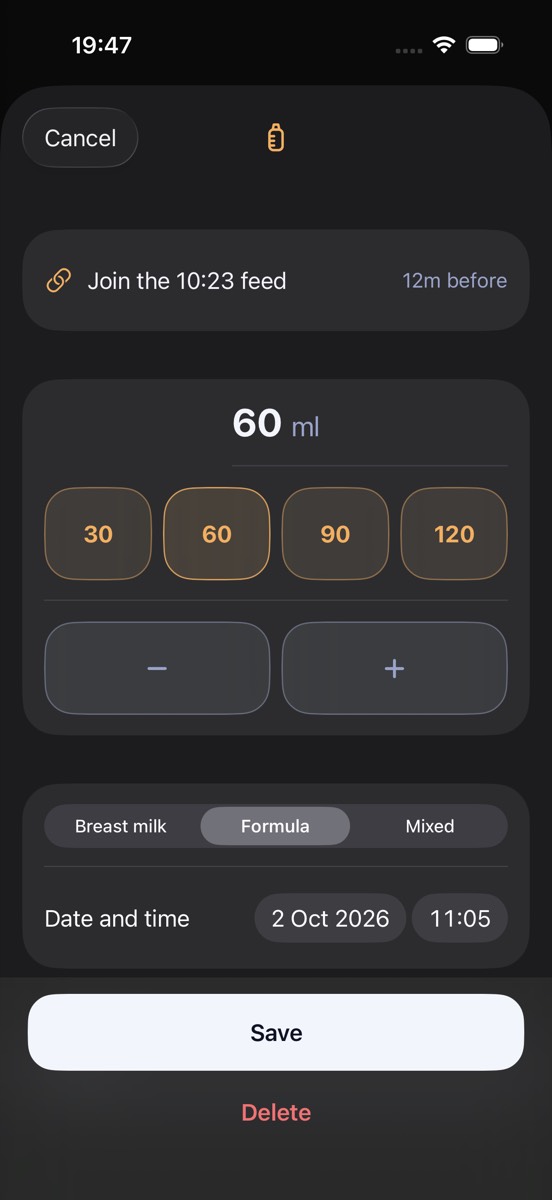 19:47
Cancel
Join the 10:23 feed 12m before
60 ml
30 60 90 120
− +
Breast milk Formula Mixed
Date and time 2 Oct 2026 11:05
Save
Delete